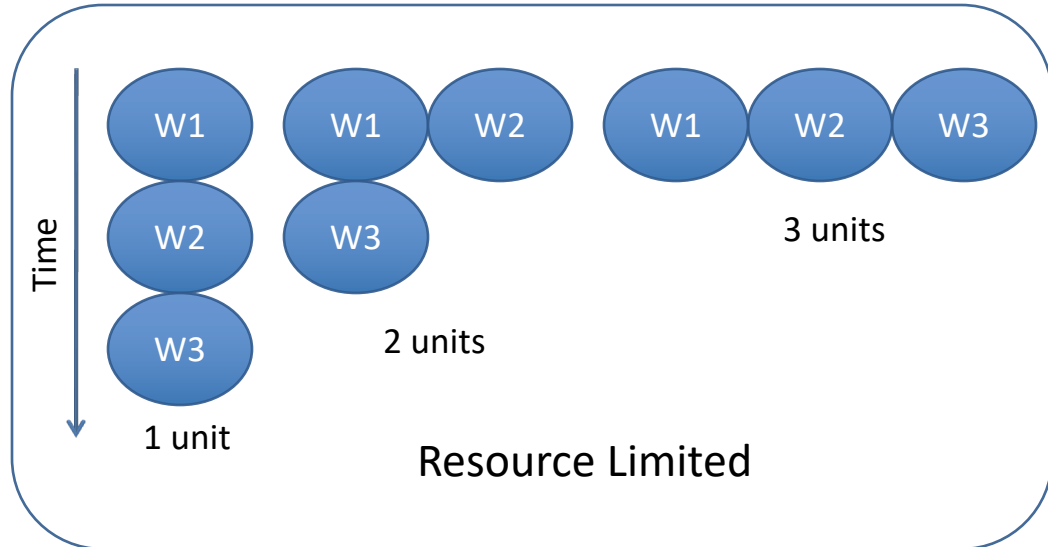 Time
W1
W2
W3
1 unit
W1 W2
W3
2 units
W1 W2 W3
3 units
Resource Limited